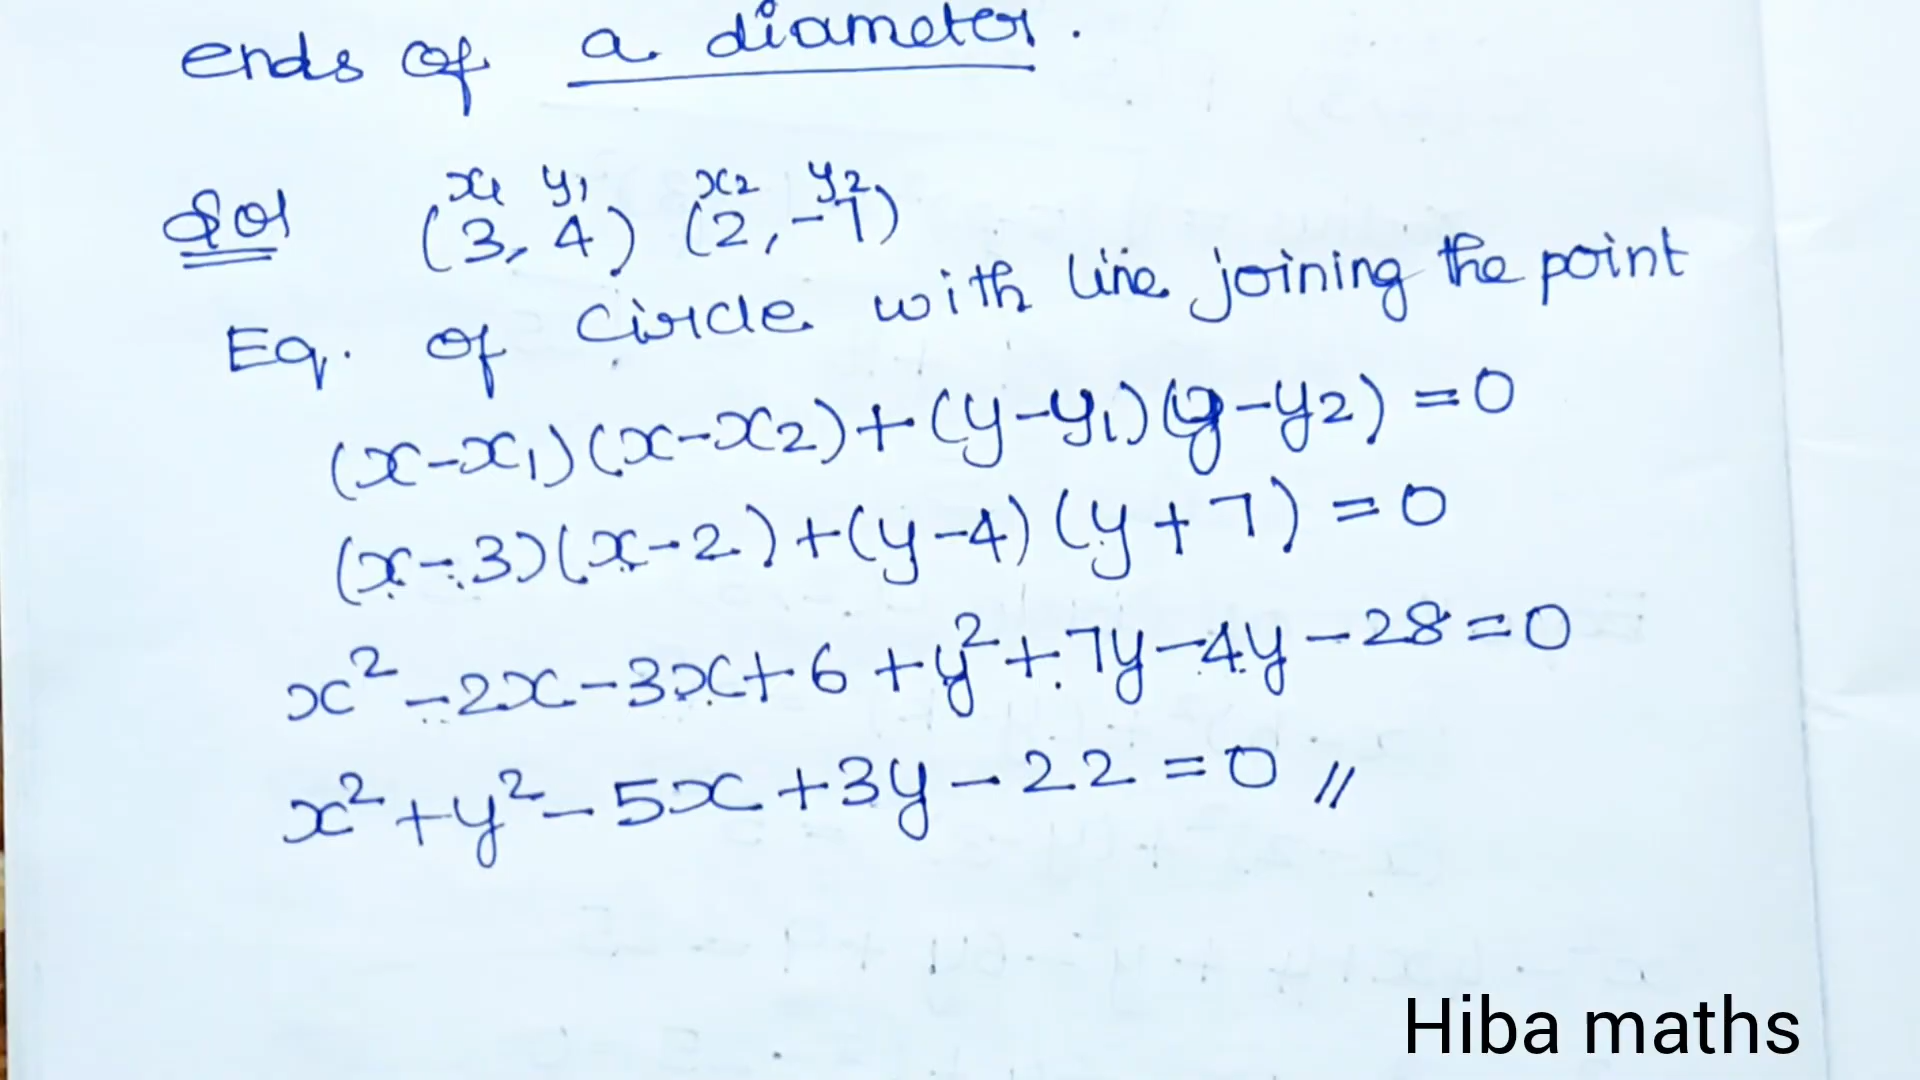 ends of a diameter.
x1 y1 x2 y2
Sol (3, 4) (2, -7)
Eq. of circle with line joining the point
(x-x₁)(x-x₂)+(y-y₁)(y-y₂)=0
(x-3)(x-2)+(y-4)(y+7)=0
x²-2x-3x+6+y²+7y-4y-28=0
x²+y²-5x+3y-22=0 //
Hiba maths